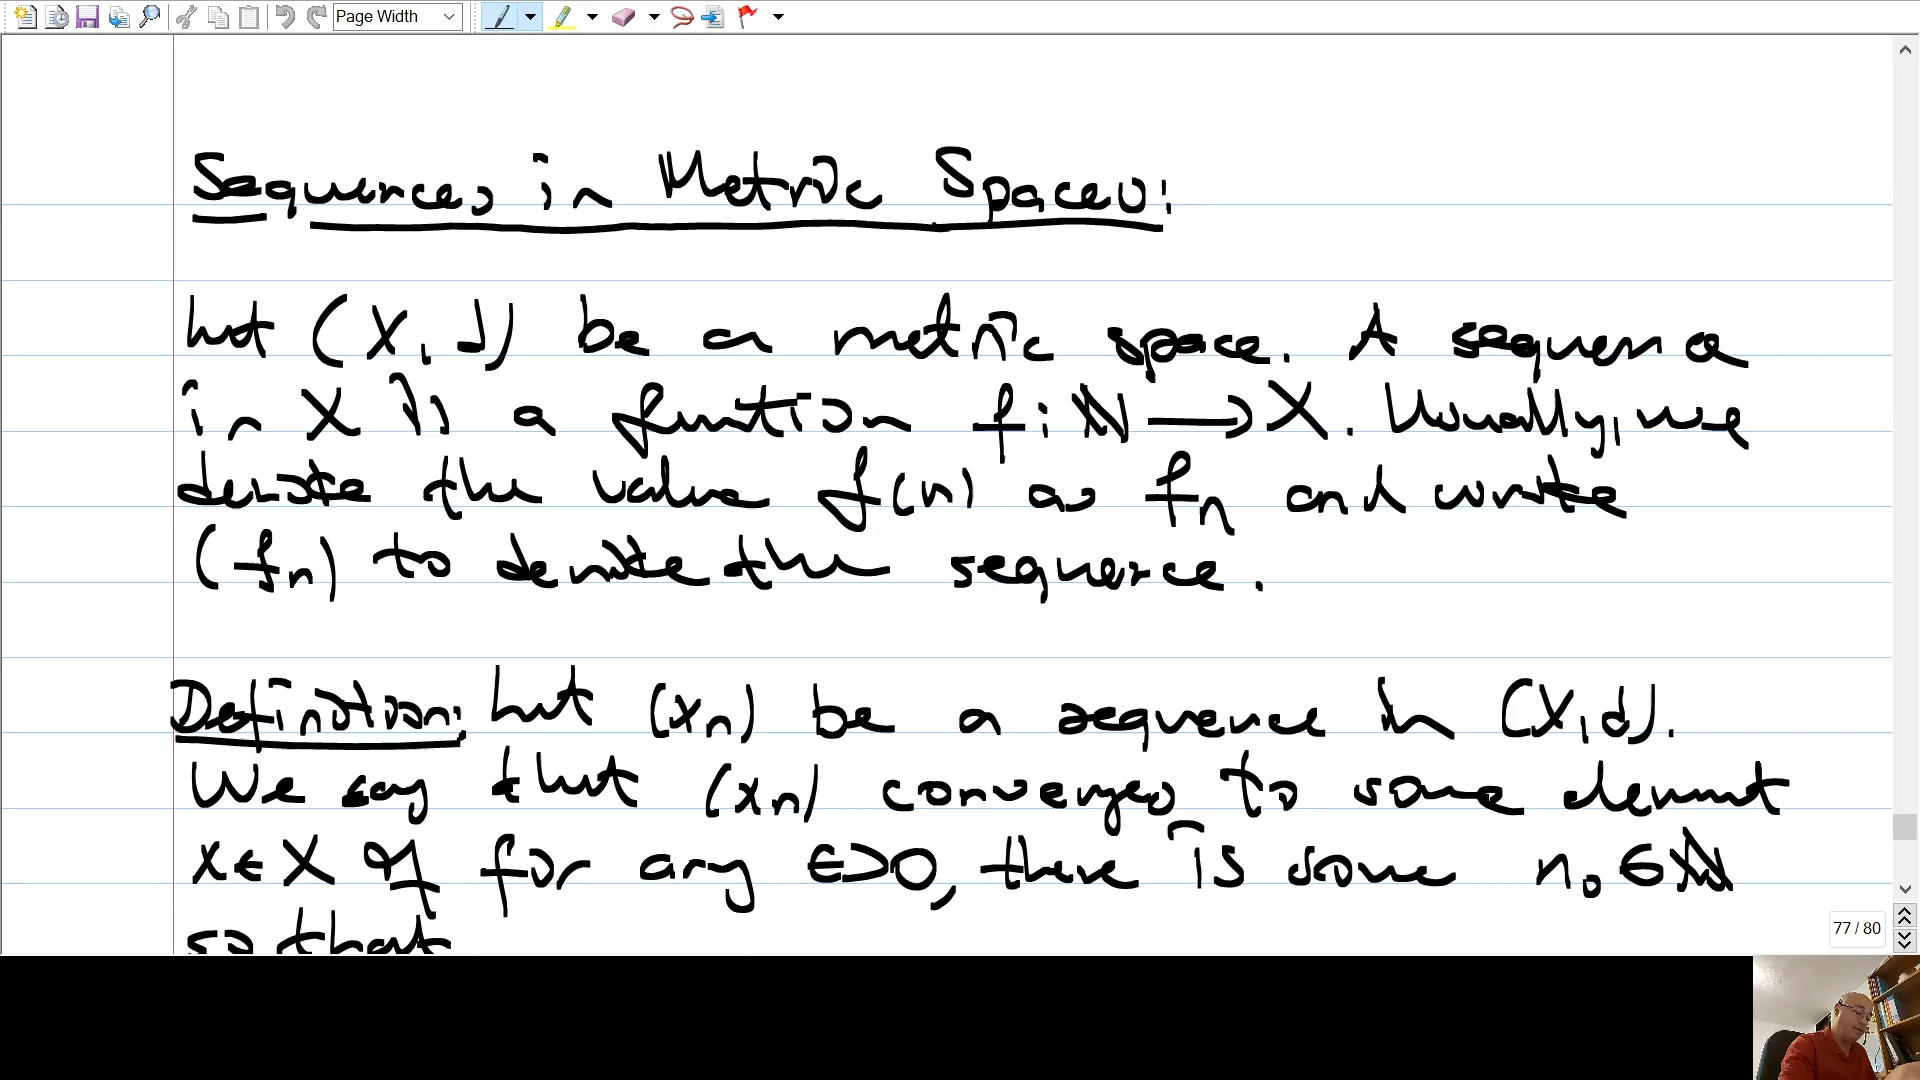 Page Width
Sequences in Metric Spaces:
Let (X, d) be a metric space. A sequence
in X is a function f: ℕ ⟶ X. Usually, we
denote the value f(n) as fₙ and write
(fₙ) to denote the sequence.
Definition: Let (xₙ) be a sequence in (X, d).
We say that (xₙ) converges to some element
x ∈ X if for any ϵ>0, there is some n₀ ∈ ℕ
so that
77 / 80